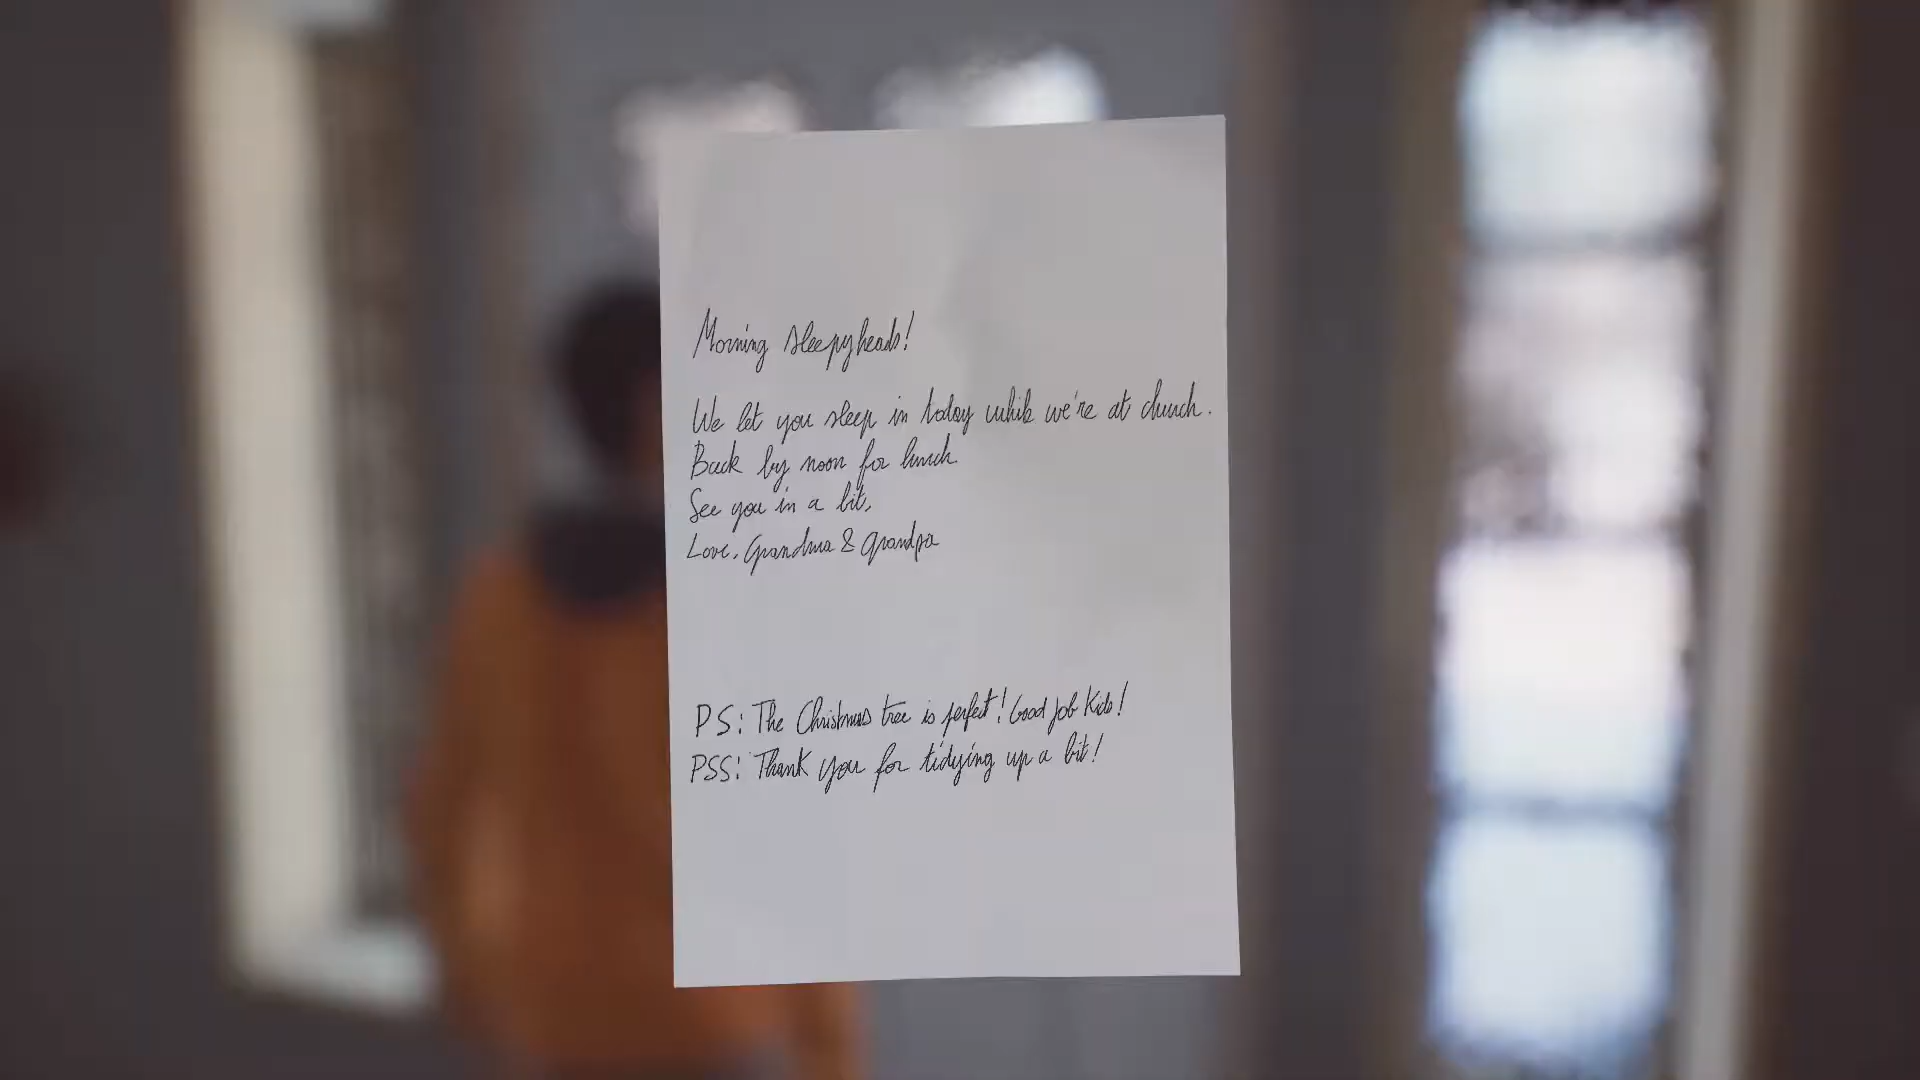 Morning sleepyheads!
We let you sleep in today while we're at church.
Back by noon for lunch
See you in a bit,
Love, Grandma & Grandpa
PS: The Christmas tree is perfect! Good job kids!
PSS: Thank you for tidying up a bit!